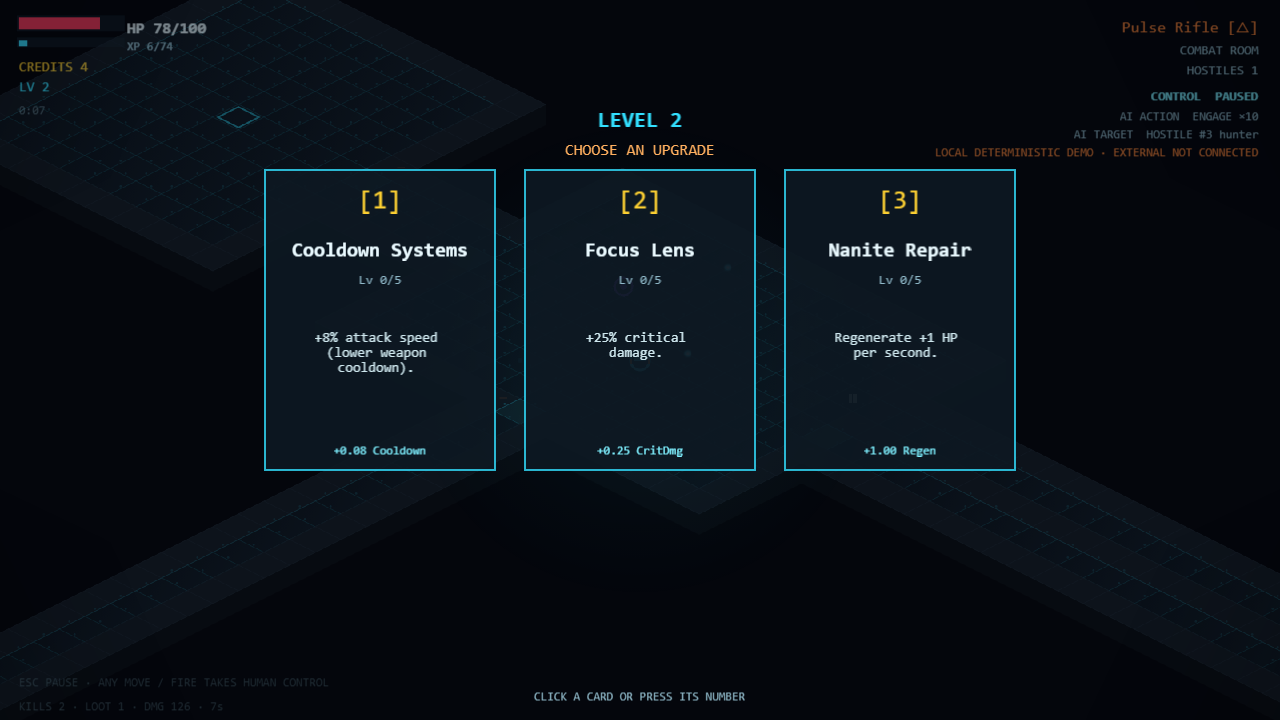 HP 78/100
XP 6/74
CREDITS 4
LV 2
0:07
Pulse Rifle [△]
COMBAT ROOM
HOSTILES 1
CONTROL PAUSED
AI ACTION ENGAGE ×10
AI TARGET HOSTILE #3 hunter
LOCAL DETERMINISTIC DEMO · EXTERNAL NOT CONNECTED
LEVEL 2
CHOOSE AN UPGRADE
[1]
Cooldown Systems
Lv 0/5
+8% attack speed
(lower weapon
cooldown).
+0.08 Cooldown
[2]
Focus Lens
Lv 0/5
+25% critical
damage.
+0.25 CritDmg
[3]
Nanite Repair
Lv 0/5
Regenerate +1 HP
per second.
+1.00 Regen
ESC PAUSE · ANY MOVE / FIRE TAKES HUMAN CONTROL
KILLS 2 · LOOT 1 · DMG 126 · 7s
CLICK A CARD OR PRESS ITS NUMBER